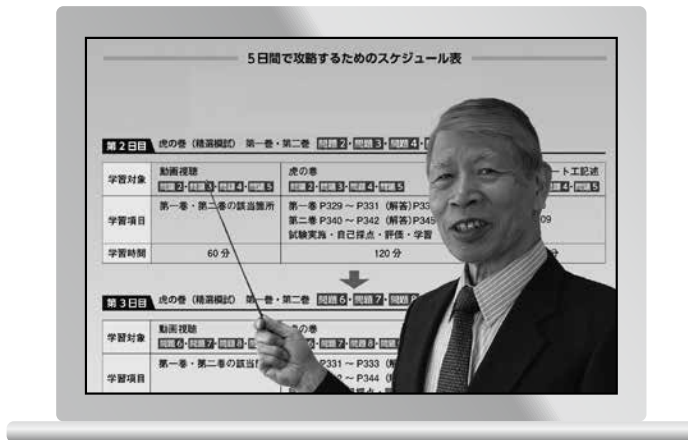 5日間で攻略するためのスケジュール表
第2日目 虎の巻（精選模試） 第一巻・第二巻 問題2・問題3・問題4・
学習対象 動画視聴 虎の巻 ート工記述
問題2・問題3・問題4・問題5 問題2・問題3・問題4・問題5 4・問題5
学習項目 第一巻・第二巻の該当箇所 第一巻 P329～P331（解答）P33
第二巻 P340～P342（解答）P345 09
試験実施・自己採点・評価・学習
学習時間 60分 120分
第3日目 虎の巻（精選模試） 第一巻・第二巻 問題6・問題7・問題8
学習対象 動画視聴 虎の巻
問題6・問題7・問題8・ 6・問題7・問題8・
学習項目 第一巻・第二巻の該当 P331～P333（解
～P344（